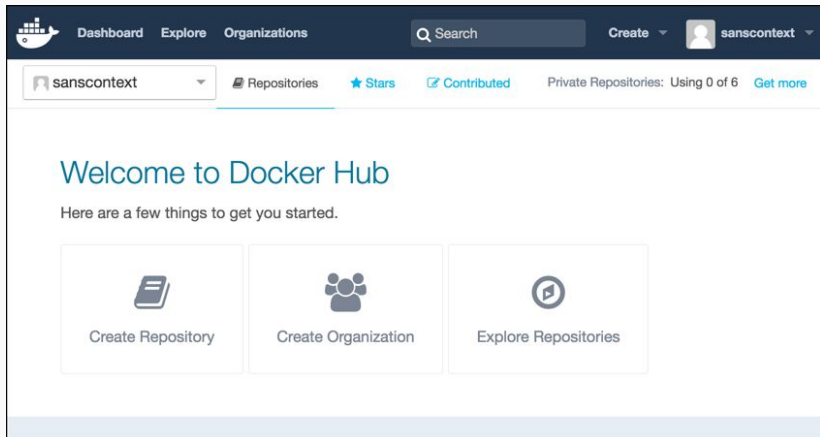 Dashboard Explore Organizations Search Create sanscontext
sanscontext Repositories Stars Contributed Private Repositories: Using 0 of 6 Get more
Welcome to Docker Hub
Here are a few things to get you started.
Create Repository Create Organization Explore Repositories